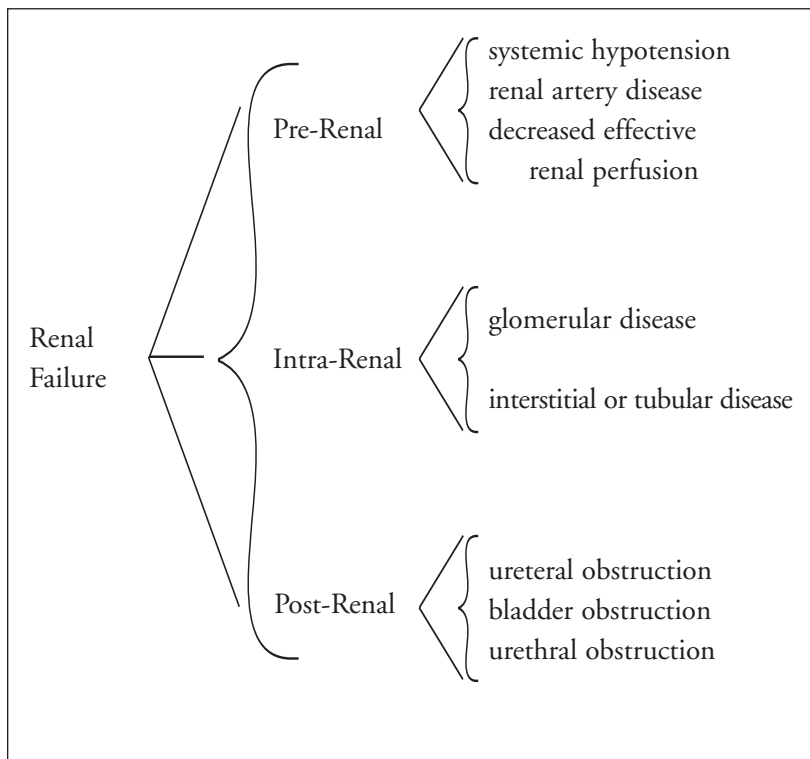 Renal
Failure
Pre-Renal
systemic hypotension
renal artery disease
decreased effective
renal perfusion
Intra-Renal
glomerular disease
interstitial or tubular disease
Post-Renal
ureteral obstruction
bladder obstruction
urethral obstruction